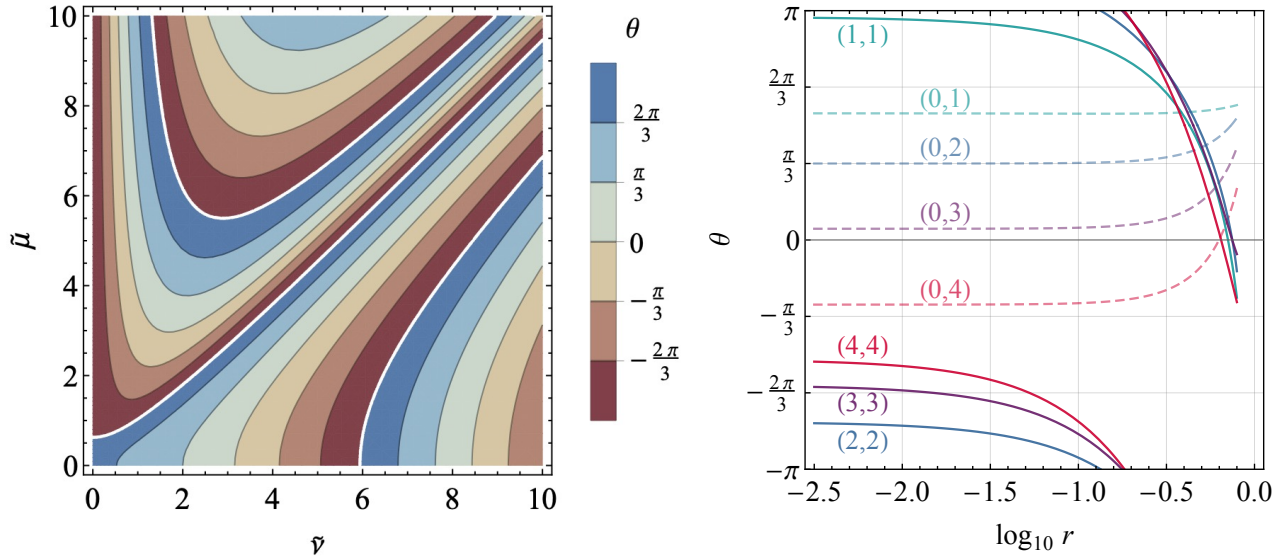 10
8
6
4
2
0
μ̃
0 2 4 6 8 10
ν̃
θ
2π/3
π/3
0
−π/3
−2π/3
π
2π/3
π/3
0
−π/3
−2π/3
−π
θ
(1,1)
(0,1)
(0,2)
(0,3)
(0,4)
(4,4)
(3,3)
(2,2)
−2.5 −2.0 −1.5 −1.0 −0.5 0.0
log₁₀ r